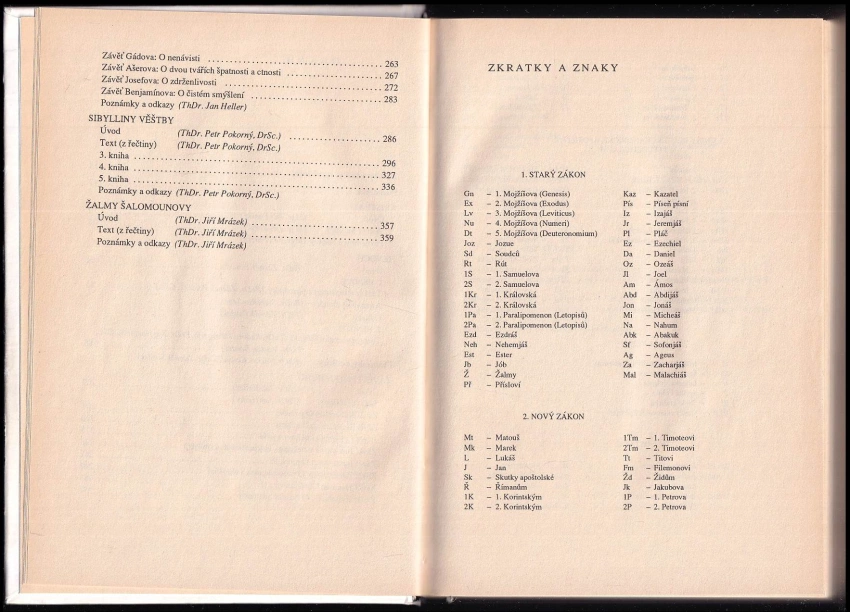 Závěť Gádova: O nenávisti ........ 263
Závěť Ašerova: O dvou tvářích špatnosti a ctnosti ........ 267
Závěť Josefova: O zdrženlivosti ........ 272
Závěť Benjamínova: O čistém smýšlení ........ 283
Poznámky a odkazy (ThDr. Jan Heller)
SIBYLLINY VĚŠTBY
Úvod (ThDr. Petr Pokorný, DrSc.) ........ 286
Text (z řečtiny) (ThDr. Petr Pokorný, DrSc.)
3. kniha ........ 296
4. kniha ........ 327
5. kniha ........ 336
Poznámky a odkazy (ThDr. Petr Pokorný, DrSc.)
ŽALMY ŠALOMOUNOVY
Úvod (ThDr. Jiří Mrázek) ........ 357
Text (z řečtiny) (ThDr. Jiří Mrázek) ........ 359
Poznámky a odkazy (ThDr. Jiří Mrázek)
ZKRATKY A ZNAKY
1. STARÝ ZÁKON
Gn – 1. Mojžíšova (Genesis)
Ex – 2. Mojžíšova (Exodus)
Lv – 3. Mojžíšova (Leviticus)
Nu – 4. Mojžíšova (Numeri)
Dt – 5. Mojžíšova (Deuteronomium)
Joz – Jozue
Sd – Soudců
Rt – Rút
1S – 1. Samuelova
2S – 2. Samuelova
1Kr – 1. Královská
2Kr – 2. Královská
1Pa – 1. Paralipomenon (Letopisů)
2Pa – 2. Paralipomenon (Letopisů)
Ezd – Ezdráš
Neh – Nehemjáš
Est – Ester
Jb – Jób
Ž – Žalmy
Př – Přísloví
Kaz – Kazatel
Pís – Píseň písní
Iz – Izajáš
Jr – Jeremjáš
Pl – Pláč
Ez – Ezechiel
Da – Daniel
Oz – Ozeáš
Jl – Joel
Am – Ámos
Abd – Abdijáš
Jon – Jonáš
Mi – Micheáš
Na – Nahum
Abk – Abakuk
Sf – Sofonjáš
Ag – Ageus
Za – Zacharjáš
Mal – Malachiáš
2. NOVÝ ZÁKON
Mt – Matouš
Mk – Marek
L – Lukáš
J – Jan
Sk – Skutky apoštolské
Ř – Římanům
1K – 1. Korintským
2K – 2. Korintským
1Tm – 1. Timoteovi
2Tm – 2. Timoteovi
Tt – Titovi
Fm – Filemonovi
Žd – Židům
Jk – Jakubova
1P – 1. Petrova
2P – 2. Petrova